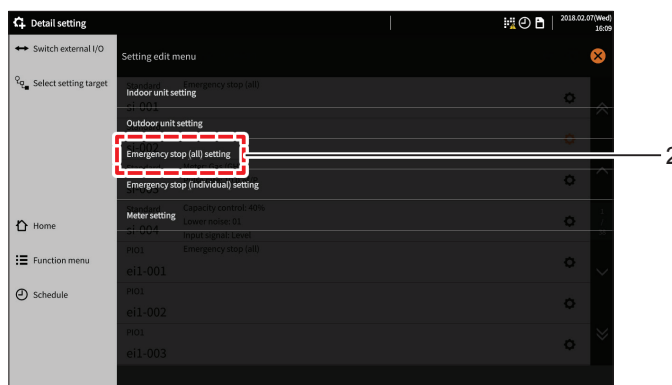 Detail setting
2018.02.07(Wed)
16:09
Switch external I/O
Select setting target
Home
Function menu
Schedule
Setting edit menu
Standard Emergency stop (all)
Indoor unit setting
si-001
Outdoor unit setting
Emergency stop (all) setting
2
Emergency stop (individual) setting
si-003
Standard Capacity control: 40%
Meter setting
Lower noise: 01
si-004
Input signal: Level
PIO1 Emergency stop (all)
ei1-001
PIO1
ei1-002
PIO1
ei1-003